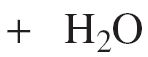 + H₂O